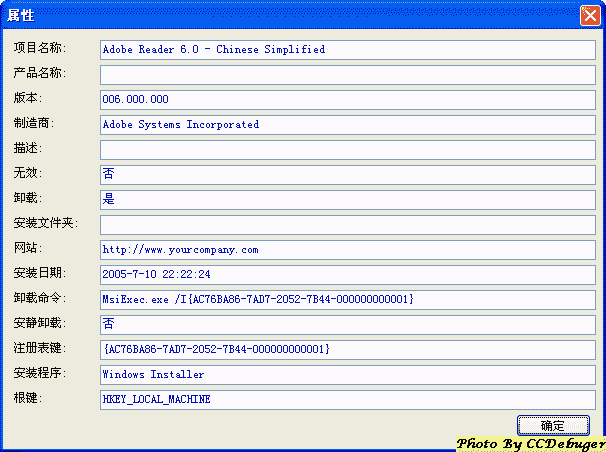 属性
项目名称: Adobe Reader 6.0 - Chinese Simplified
产品名称:
版本: 006.000.000
制造商: Adobe Systems Incorporated
描述:
无效: 否
卸载: 是
安装文件夹:
网站: http://www.yourcompany.com
安装日期: 2005-7-10 22:22:24
卸载命令: MsiExec.exe /I{AC76BA86-7AD7-2052-7B44-000000000001}
安静卸载: 否
注册表键: {AC76BA86-7AD7-2052-7B44-000000000001}
安装程序: Windows Installer
根键: HKEY_LOCAL_MACHINE
确定
Photo By CCDebuger